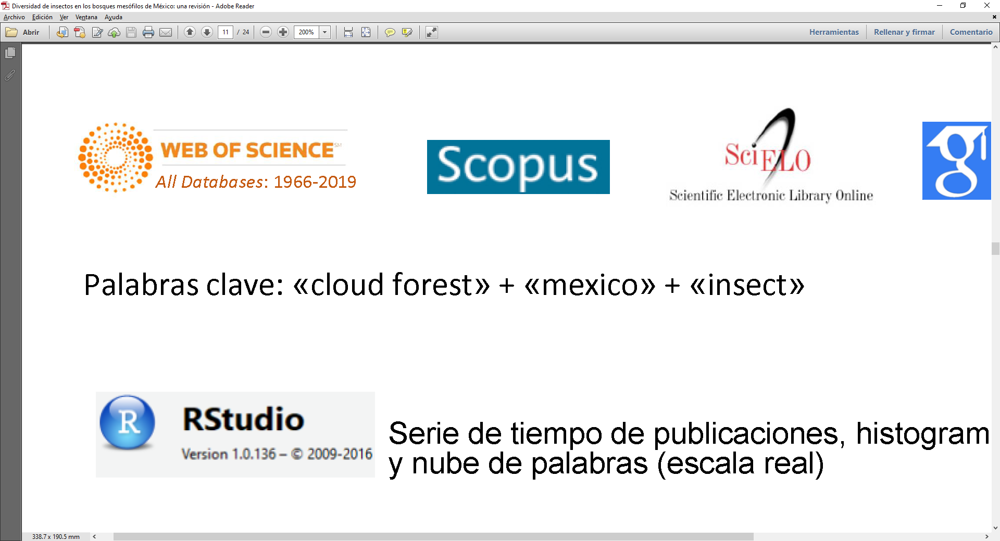 Diversidad de insectos en los bosques mesófilos de México: una revisión - Adobe Reader
Archivo Edición Ver Ventana Ayuda
Abrir 11 / 24 200% Herramientas Rellenar y firmar Comentario
WEB OF SCIENCE SM
All Databases: 1966-2019
Scopus
SciELO
Scientific Electronic Library Online
g
Palabras clave: «cloud forest» + «mexico» + «insect»
R
RStudio
Version 1.0.136 – © 2009-2016
Serie de tiempo de publicaciones, histogram
y nube de palabras (escala real)
338.7 x 190.5 mm